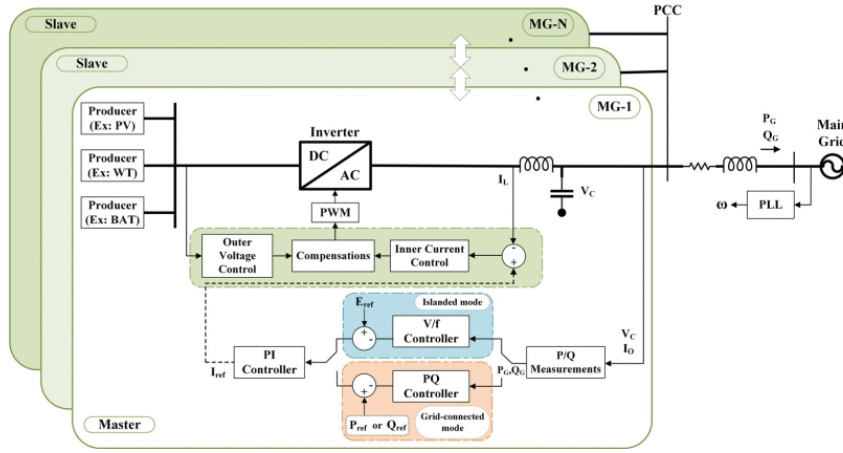 PCC
Slave
MG-N
Slave
MG-2
MG-1
Producer
(Ex: PV)
Producer
(Ex: WT)
Producer
(Ex: BAT)
Inverter
DC
AC
PWM
I_L
V_C
P_G
Q_G
Main
Grid
PLL
ω
Outer
Voltage
Control
Compensations
Inner Current
Control
-
+
E_ref
Islanded mode
+
-
V/f
Controller
PI
Controller
I_ref
P/Q
Measurements
V_C
I_O
P_G,Q_G
PQ
Controller
-
+
P_ref or Q_ref
Grid-connected
mode
Master